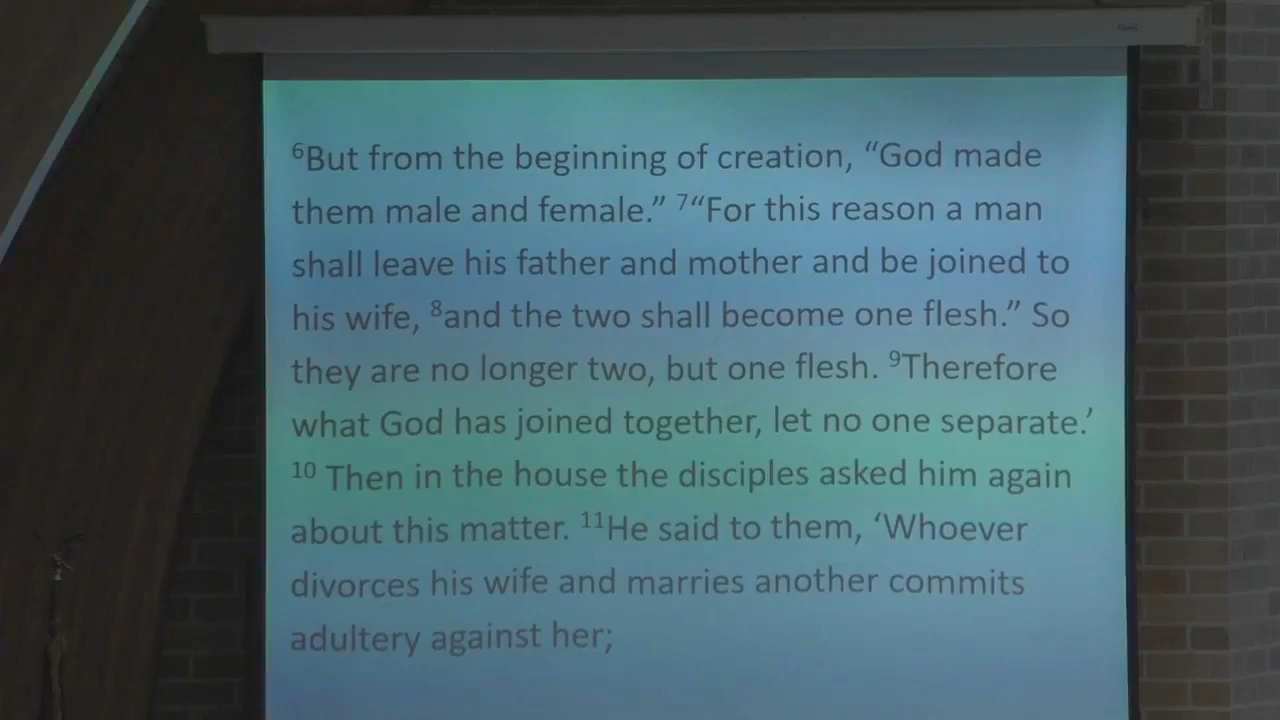 ⁶But from the beginning of creation, “God made
them male and female.” ⁷“For this reason a man
shall leave his father and mother and be joined to
his wife, ⁸and the two shall become one flesh.” So
they are no longer two, but one flesh. ⁹Therefore
what God has joined together, let no one separate.’
¹⁰ Then in the house the disciples asked him again
about this matter. ¹¹He said to them, ‘Whoever
divorces his wife and marries another commits
adultery against her;